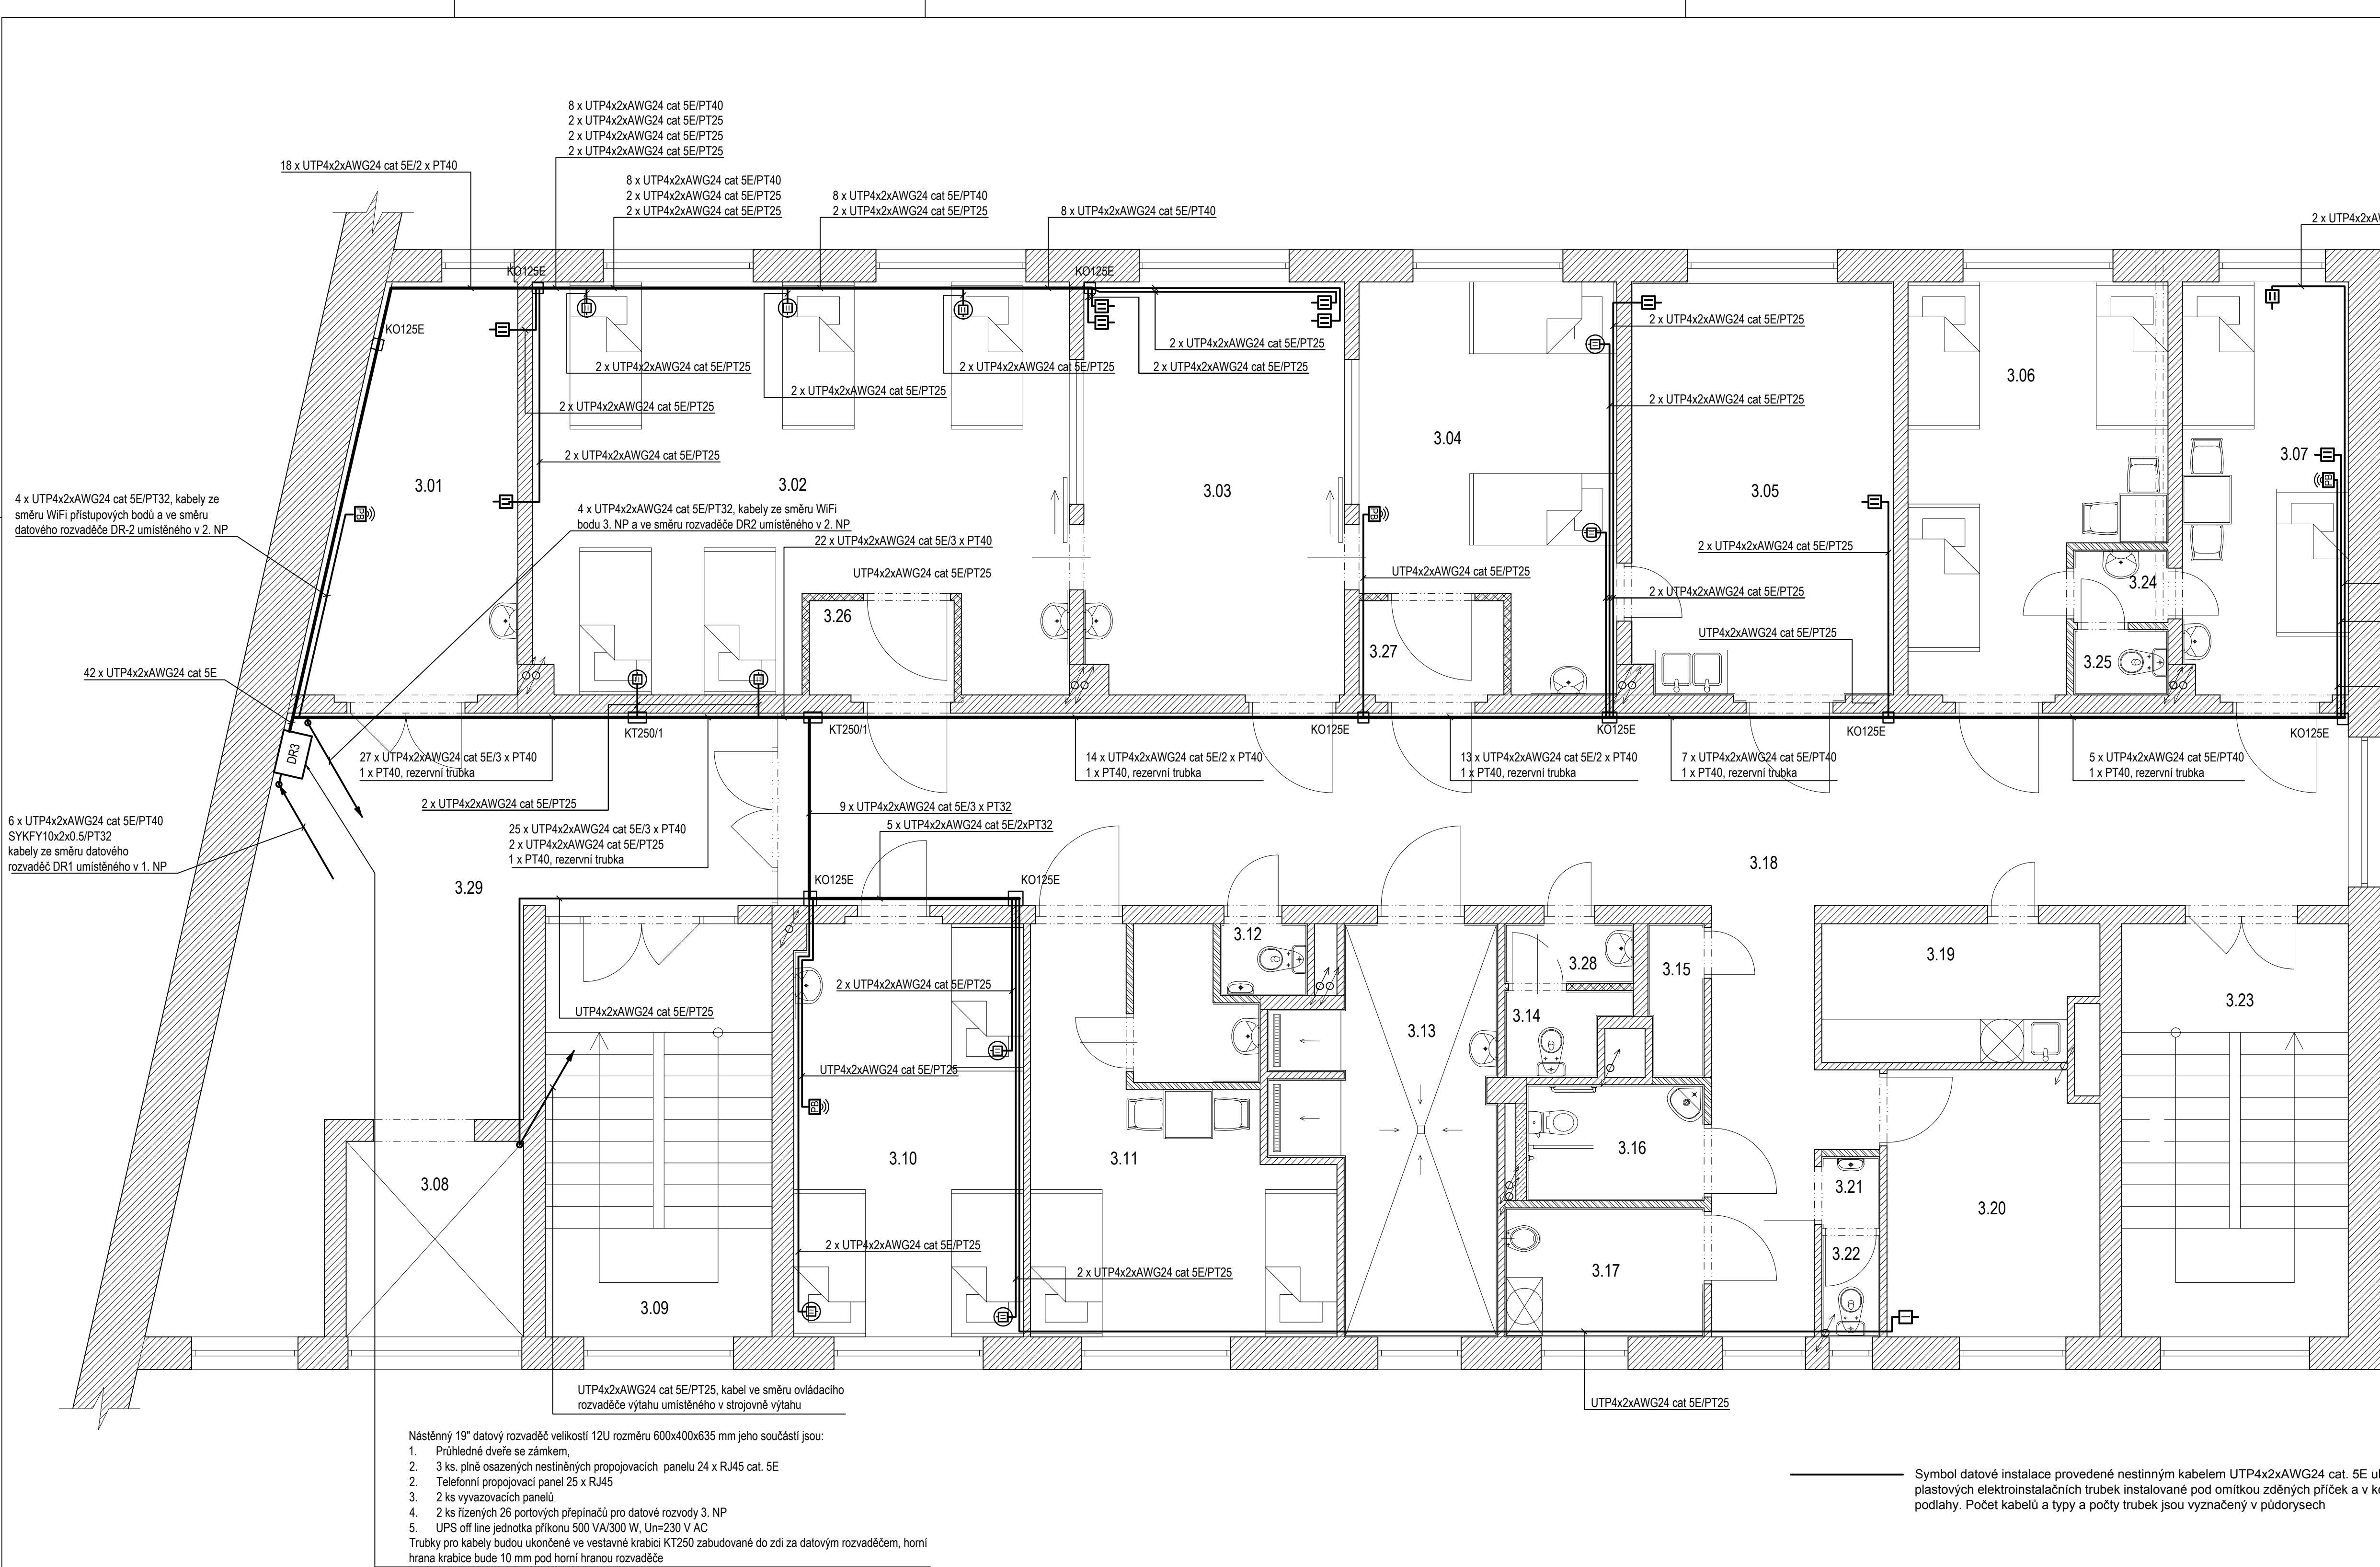 8 x UTP4x2xAWG24 cat 5E/PT40
2 x UTP4x2xAWG24 cat 5E/PT25
2 x UTP4x2xAWG24 cat 5E/PT25
2 x UTP4x2xAWG24 cat 5E/PT25
18 x UTP4x2xAWG24 cat 5E/2 x PT40
8 x UTP4x2xAWG24 cat 5E/PT40
2 x UTP4x2xAWG24 cat 5E/PT25
2 x UTP4x2xAWG24 cat 5E/PT25
8 x UTP4x2xAWG24 cat 5E/PT40
2 x UTP4x2xAWG24 cat 5E/PT25
8 x UTP4x2xAWG24 cat 5E/PT40
2 x UTP4x2xA
KO125E
KO125E
KO125E
2 x UTP4x2xAWG24 cat 5E/PT25
2 x UTP4x2xAWG24 cat 5E/PT25
2 x UTP4x2xAWG24 cat 5E/PT25
2 x UTP4x2xAWG24 cat 5E/PT25
2 x UTP4x2xAWG24 cat 5E/PT25
2 x UTP4x2xAWG24 cat 5E/PT25
2 x UTP4x2xAWG24 cat 5E/PT25
2 x UTP4x2xAWG24 cat 5E/PT25
2 x UTP4x2xAWG24 cat 5E/PT25
3.06
3.04
2 x UTP4x2xAWG24 cat 5E/PT25
3.07
3.01
3.02
3.03
3.05
PB
PB
PB
4 x UTP4x2xAWG24 cat 5E/PT32, kabely ze
směru WiFi přístupových bodů a ve směru
datového rozvaděče DR-2 umístěného v 2. NP
4 x UTP4x2xAWG24 cat 5E/PT32, kabely ze směru WiFi
bodu 3. NP a ve směru rozvaděče DR2 umístěného v 2. NP
22 x UTP4x2xAWG24 cat 5E/3 x PT40
2 x UTP4x2xAWG24 cat 5E/PT25
UTP4x2xAWG24 cat 5E/PT25
UTP4x2xAWG24 cat 5E/PT25
2 x UTP4x2xAWG24 cat 5E/PT25
3.24
3.26
UTP4x2xAWG24 cat 5E/PT25
3.27
3.25
42 x UTP4x2xAWG24 cat 5E
KT250/1
KT250/1
KO125E
KO125E
KO125E
KO125E
DR3
27 x UTP4x2xAWG24 cat 5E/3 x PT40
1 x PT40, rezervní trubka
14 x UTP4x2xAWG24 cat 5E/2 x PT40
1 x PT40, rezervní trubka
13 x UTP4x2xAWG24 cat 5E/2 x PT40
1 x PT40, rezervní trubka
7 x UTP4x2xAWG24 cat 5E/PT40
1 x PT40, rezervní trubka
5 x UTP4x2xAWG24 cat 5E/PT40
1 x PT40, rezervní trubka
2 x UTP4x2xAWG24 cat 5E/PT25
9 x UTP4x2xAWG24 cat 5E/3 x PT32
5 x UTP4x2xAWG24 cat 5E/2xPT32
6 x UTP4x2xAWG24 cat 5E/PT40
SYKFY10x2x0.5/PT32
kabely ze směru datového
rozvaděč DR1 umístěného v 1. NP
25 x UTP4x2xAWG24 cat 5E/3 x PT40
2 x UTP4x2xAWG24 cat 5E/PT25
1 x PT40, rezervní trubka
3.18
3.29
KO125E
KO125E
3.12
3.28
3.15
3.19
2 x UTP4x2xAWG24 cat 5E/PT25
UTP4x2xAWG24 cat 5E/PT25
3.14
3.13
3.23
UTP4x2xAWG24 cat 5E/PT25
PB
3.10
3.11
3.16
3.08
3.21
3.20
2 x UTP4x2xAWG24 cat 5E/PT25
2 x UTP4x2xAWG24 cat 5E/PT25
3.22
3.17
3.09
UTP4x2xAWG24 cat 5E/PT25, kabel ve směru ovládacího
rozvaděče výtahu umístěného v strojovně výtahu
UTP4x2xAWG24 cat 5E/PT25
Nástěnný 19" datový rozvaděč velikostí 12U rozměru 600x400x635 mm jeho součástí jsou:
1. Průhledné dveře se zámkem,
2. 3 ks. plně osazených nestíněných propojovacích panelu 24 x RJ45 cat. 5E
2. Telefonní propojovací panel 25 x RJ45
3. 2 ks vyvazovacích panelů
4. 2 ks řízených 26 portových přepínačů pro datové rozvody 3. NP
5. UPS off line jednotka příkonu 500 VA/300 W, Un=230 V AC
Trubky pro kabely budou ukončené ve vestavné krabici KT250 zabudované do zdi za datovým rozvaděčem, horní
hrana krabice bude 10 mm pod horní hranou rozvaděče
Symbol datové instalace provedené nestinným kabelem UTP4x2xAWG24 cat. 5E ul
plastových elektroinstalačních trubek instalované pod omítkou zděných příček a v k
podlahy. Počet kabelů a typy a počty trubek jsou vyznačený v půdorysech